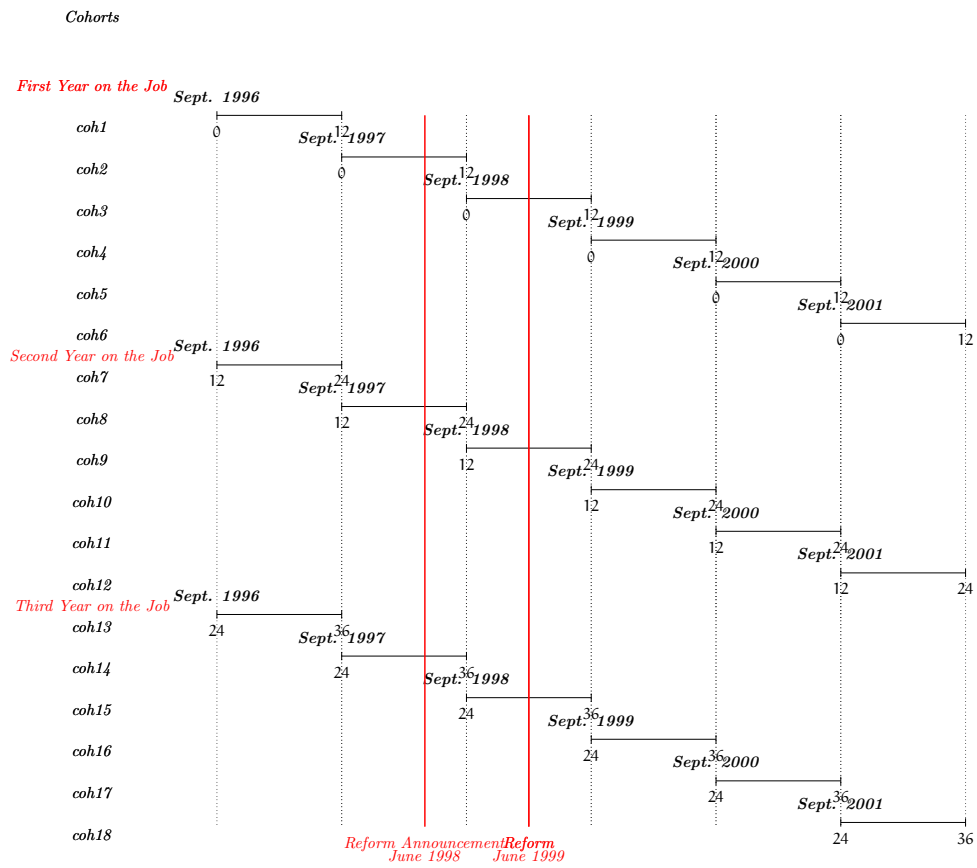 Cohorts
First Year on the Job
Sept. 1996
coh1
0 12
Sept. 1997
coh2
0 12
Sept. 1998
coh3
0 12
Sept. 1999
coh4
0 12
Sept. 2000
coh5
0 12
Sept. 2001
coh6
0 12
Second Year on the Job
Sept. 1996
coh7
12 24
Sept. 1997
coh8
12 24
Sept. 1998
coh9
12 24
Sept. 1999
coh10
12 24
Sept. 2000
coh11
12 24
Sept. 2001
coh12
12 24
Third Year on the Job
Sept. 1996
coh13
24 36
Sept. 1997
coh14
24 36
Sept. 1998
coh15
24 36
Sept. 1999
coh16
24 36
Sept. 2000
coh17
24 36
Sept. 2001
coh18
24 36
Reform Announcement
June 1998
Reform
June 1999